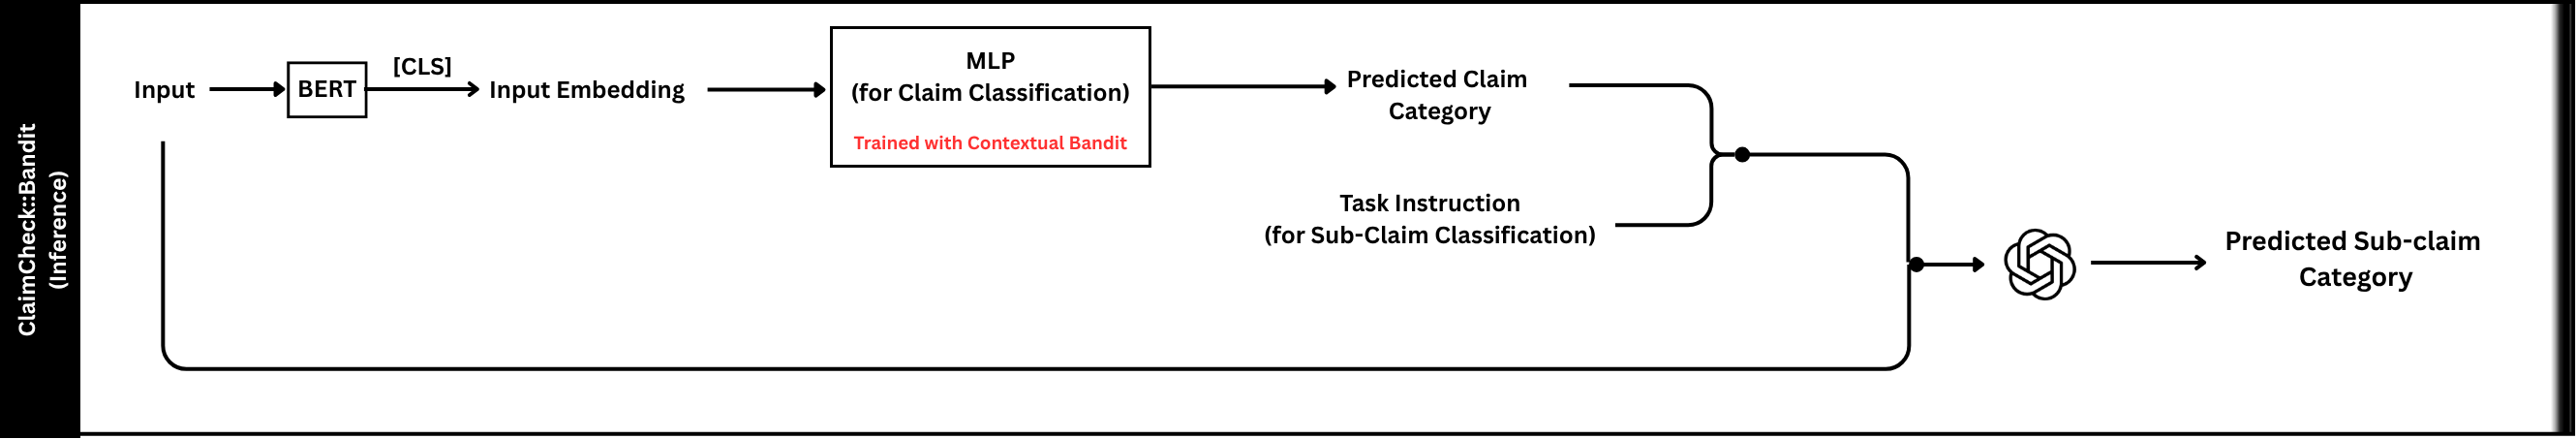 ClaimCheck::Bandit
(Inference)
Input
BERT
[CLS]
Input Embedding
MLP
(for Claim Classification)
Trained with Contextual Bandit
Predicted Claim
Category
Task Instruction
(for Sub-Claim Classification)
Predicted Sub-claim
Category